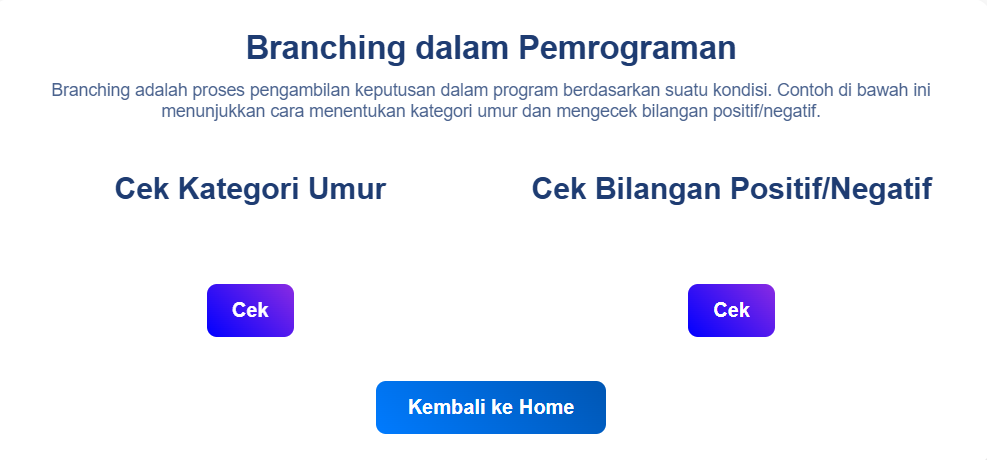 Branching dalam Pemrograman
Branching adalah proses pengambilan keputusan dalam program berdasarkan suatu kondisi. Contoh di bawah ini
menunjukkan cara menentukan kategori umur dan mengecek bilangan positif/negatif.
Cek Kategori Umur
Cek Bilangan Positif/Negatif
Cek
Cek
Kembali ke Home